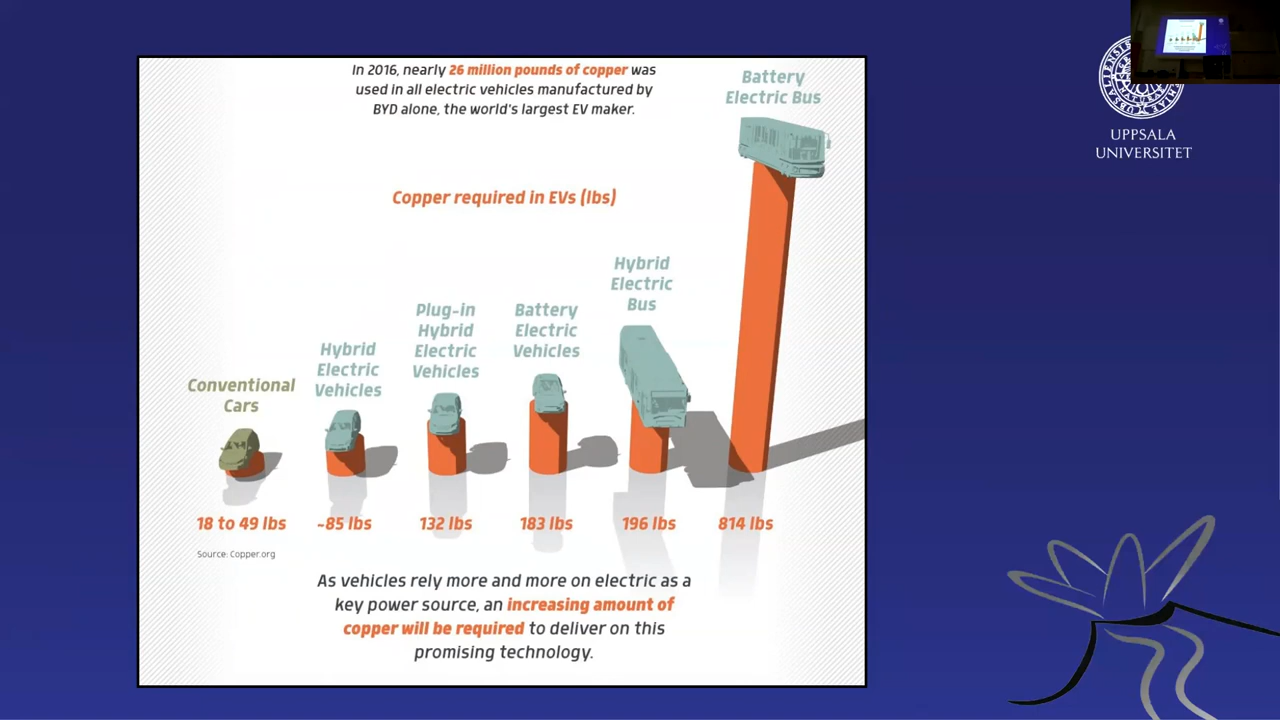 In 2016, nearly 26 million pounds of copper was
used in all electric vehicles manufactured by
BYD alone, the world's largest EV maker.
Battery
Electric Bus
UPPSALA
UNIVERSITET
Copper required in EVs (lbs)
Hybrid
Electric
Bus
Plug-in
Hybrid
Electric
Vehicles
Battery
Electric
Vehicles
Hybrid
Electric
Vehicles
Conventional
Cars
18 to 49 lbs
~85 lbs
132 lbs
183 lbs
196 lbs
814 lbs
Source: Copper.org
As vehicles rely more and more on electric as a
key power source, an increasing amount of
copper will be required to deliver on this
promising technology.